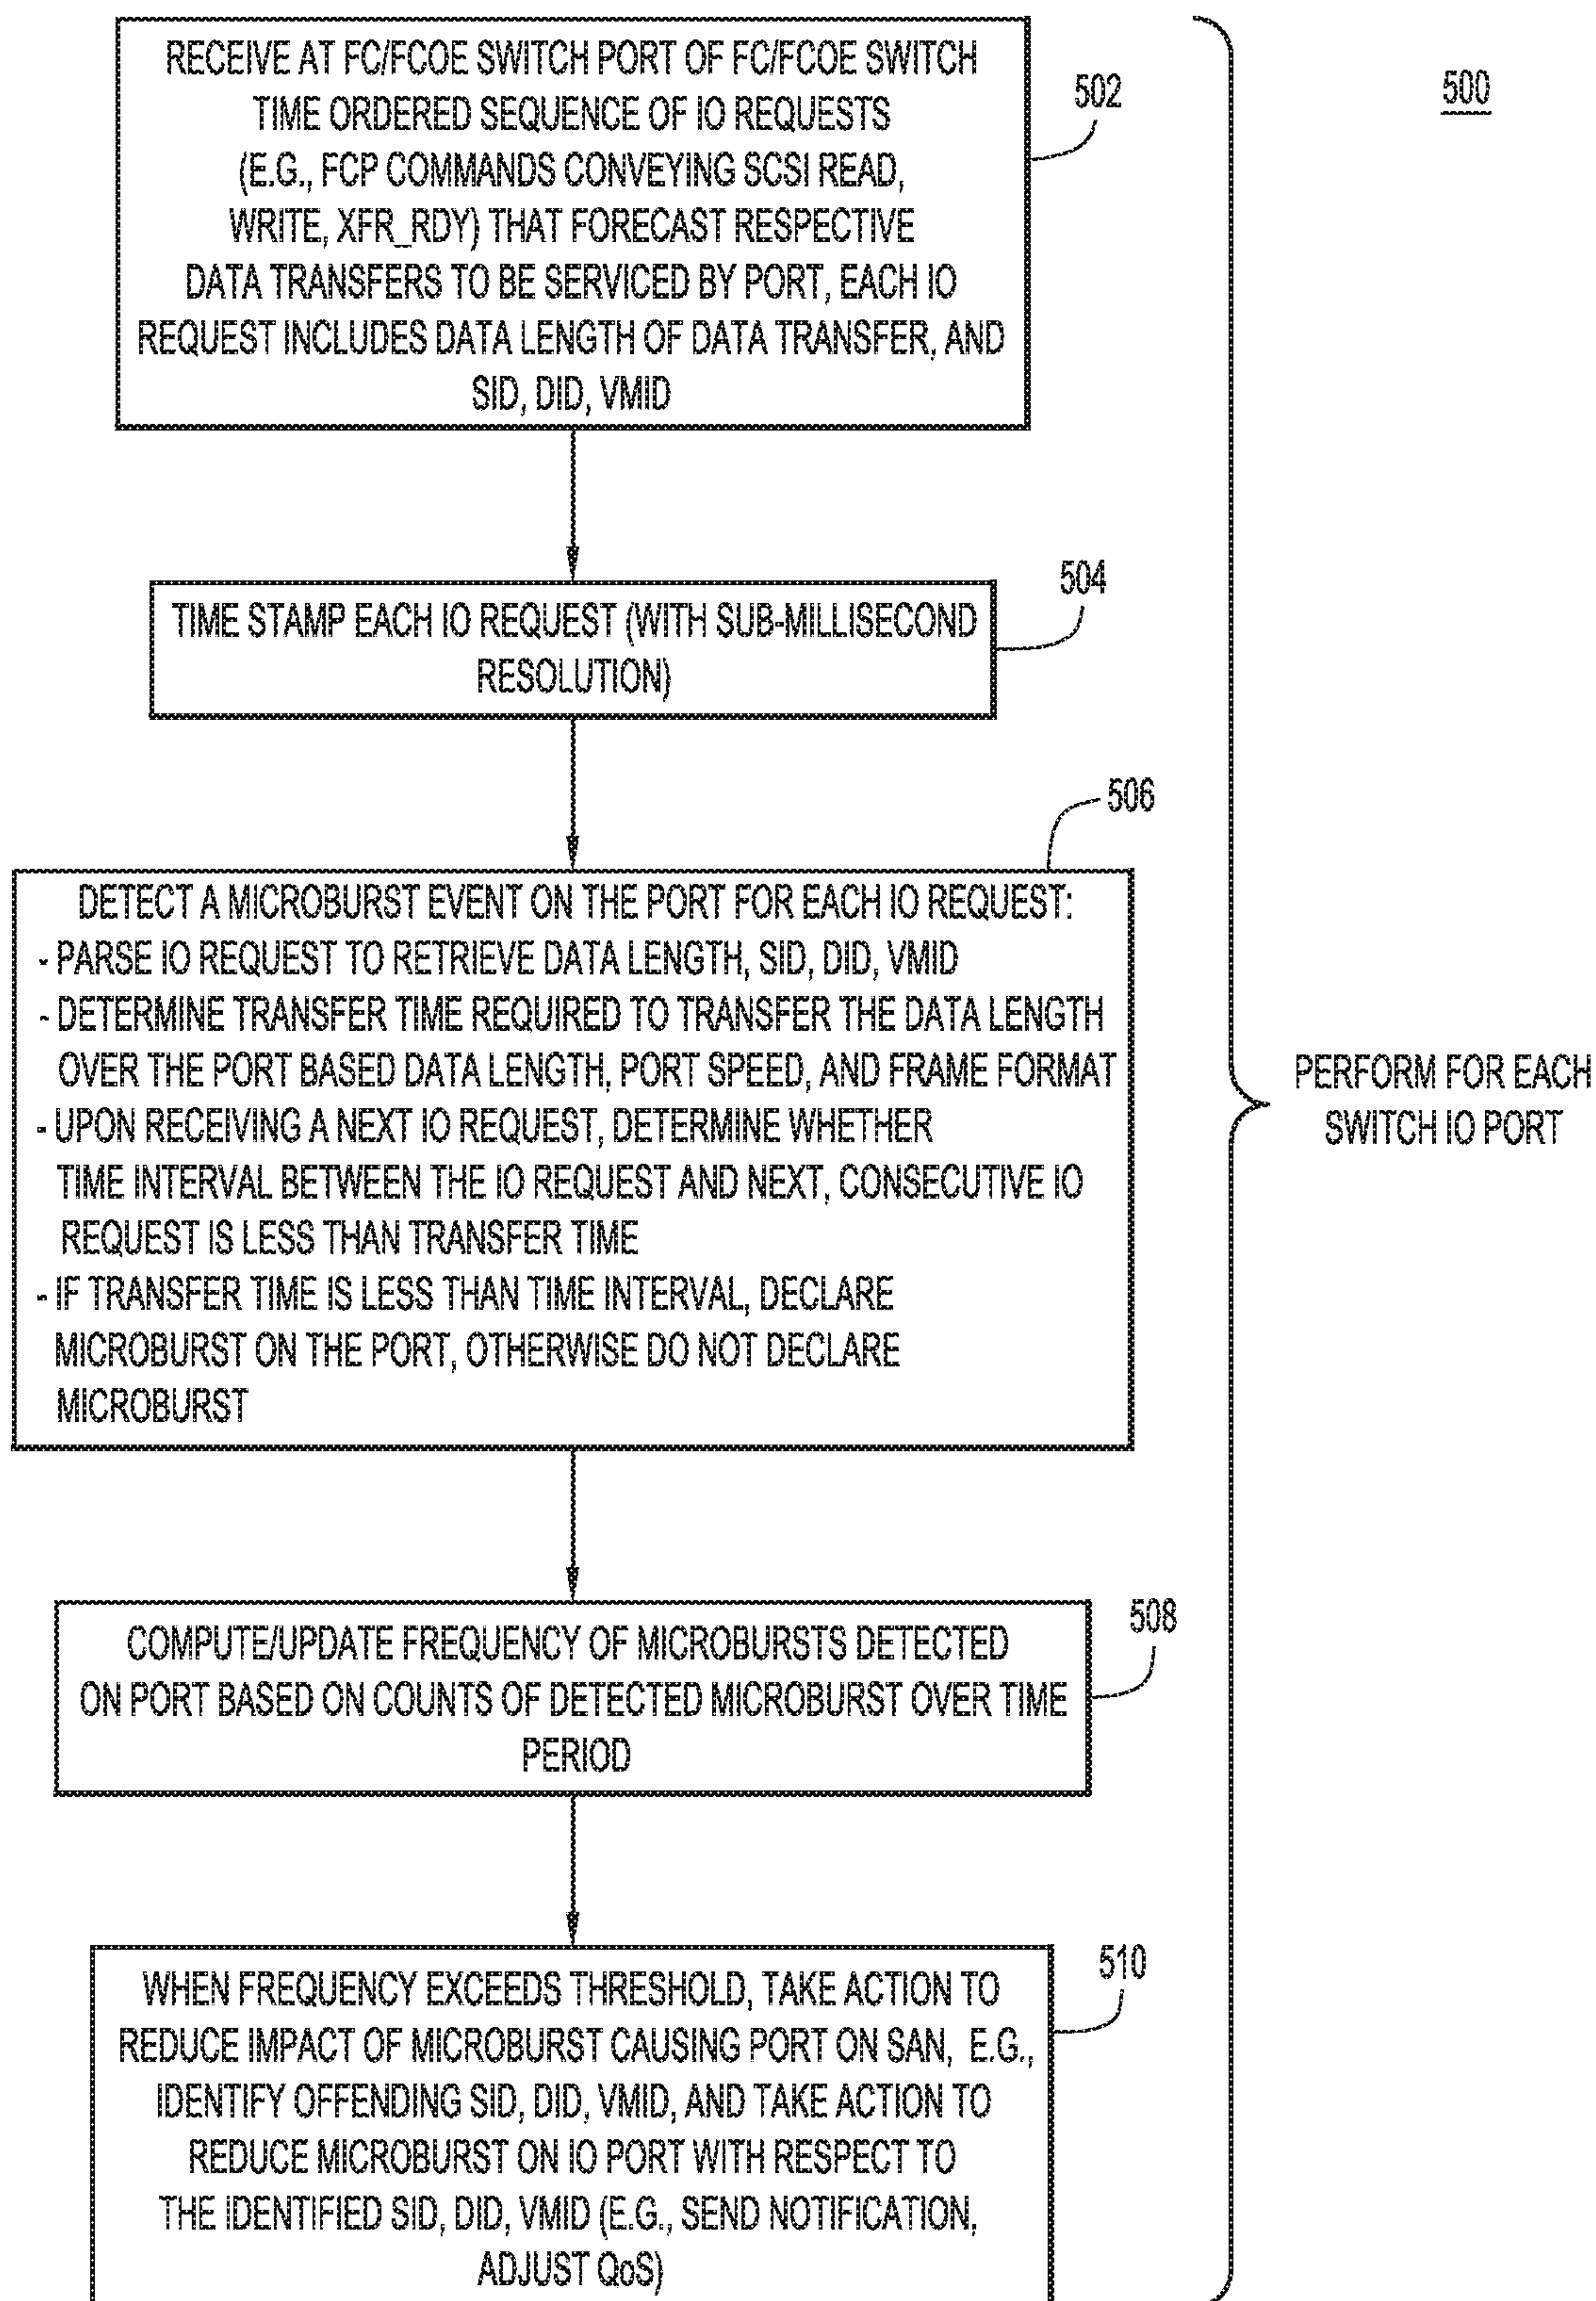 500
RECEIVE AT FC/FCOE SWITCH PORT OF FC/FCOE SWITCH
TIME ORDERED SEQUENCE OF IO REQUESTS
(E.G., FCP COMMANDS CONVEYING SCSI READ,
WRITE, XFR_RDY) THAT FORECAST RESPECTIVE
DATA TRANSFERS TO BE SERVICED BY PORT, EACH IO
REQUEST INCLUDES DATA LENGTH OF DATA TRANSFER, AND
SID, DID, VMID
502
TIME STAMP EACH IO REQUEST (WITH SUB-MILLISECOND
RESOLUTION)
504
506
DETECT A MICROBURST EVENT ON THE PORT FOR EACH IO REQUEST:
- PARSE IO REQUEST TO RETRIEVE DATA LENGTH, SID, DID, VMID
- DETERMINE TRANSFER TIME REQUIRED TO TRANSFER THE DATA LENGTH
OVER THE PORT BASED DATA LENGTH, PORT SPEED, AND FRAME FORMAT
- UPON RECEIVING A NEXT IO REQUEST, DETERMINE WHETHER
TIME INTERVAL BETWEEN THE IO REQUEST AND NEXT, CONSECUTIVE IO
REQUEST IS LESS THAN TRANSFER TIME
- IF TRANSFER TIME IS LESS THAN TIME INTERVAL, DECLARE
MICROBURST ON THE PORT, OTHERWISE DO NOT DECLARE
MICROBURST
PERFORM FOR EACH
SWITCH IO PORT
508
COMPUTE/UPDATE FREQUENCY OF MICROBURSTS DETECTED
ON PORT BASED ON COUNTS OF DETECTED MICROBURST OVER TIME
PERIOD
510
WHEN FREQUENCY EXCEEDS THRESHOLD, TAKE ACTION TO
REDUCE IMPACT OF MICROBURST CAUSING PORT ON SAN, E.G.,
IDENTIFY OFFENDING SID, DID, VMID, AND TAKE ACTION TO
REDUCE MICROBURST ON IO PORT WITH RESPECT TO
THE IDENTIFIED SID, DID, VMID (E.G., SEND NOTIFICATION,
ADJUST QoS)